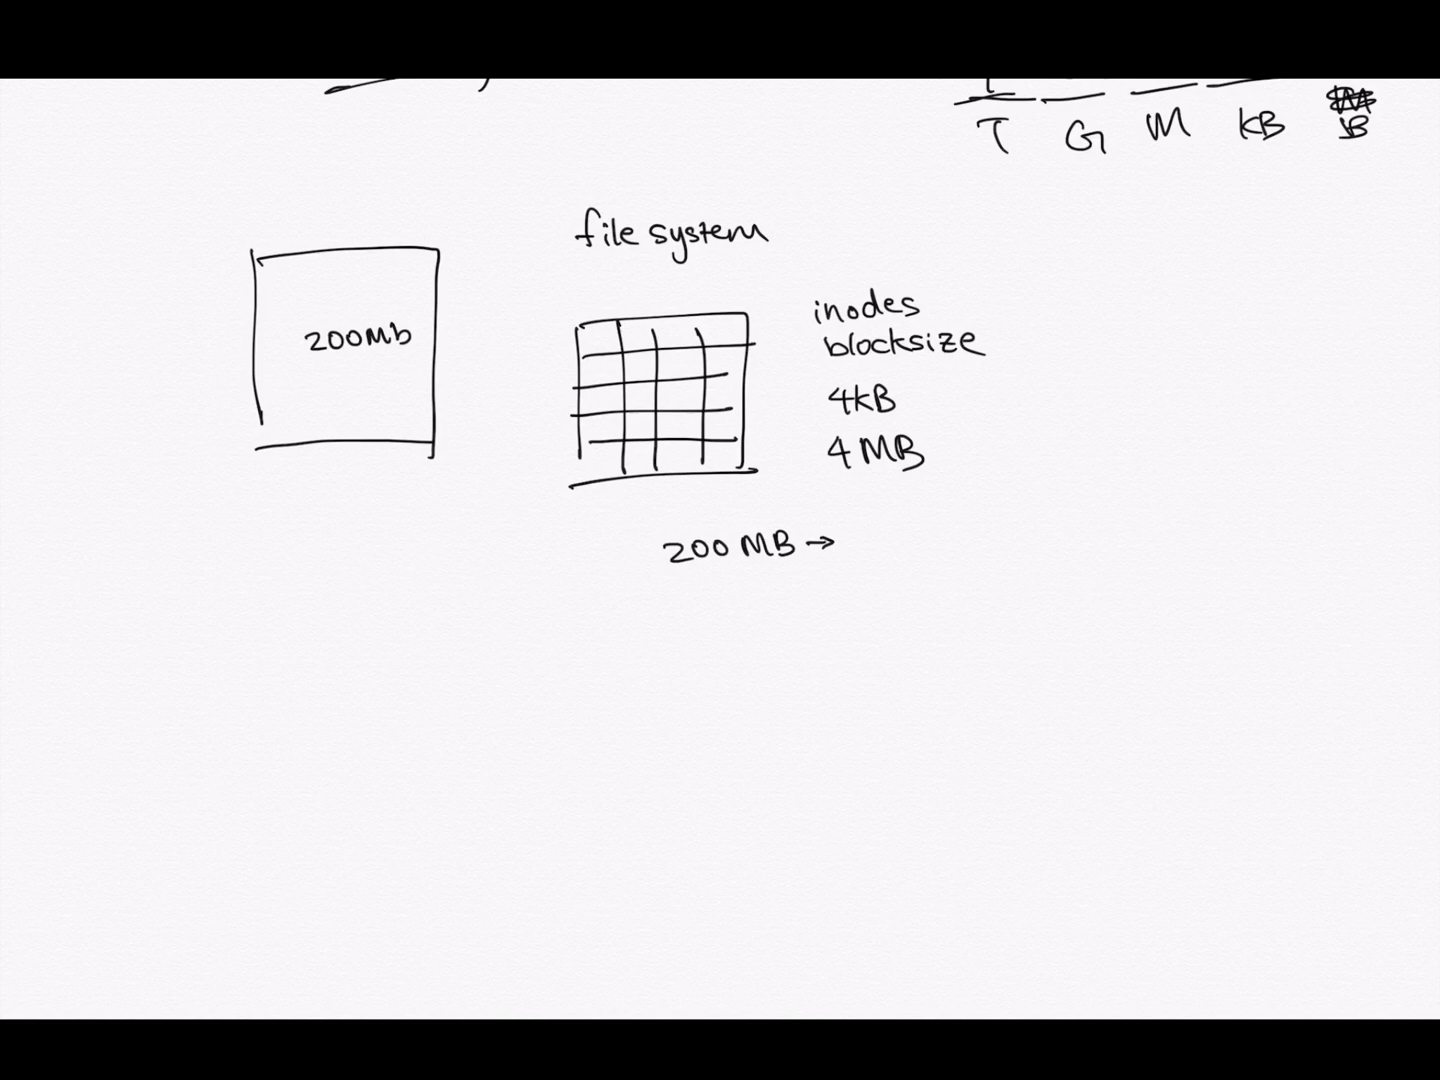 T G M KB B
file system
200Mb
inodes
blocksize
4kB
4MB
200 MB →